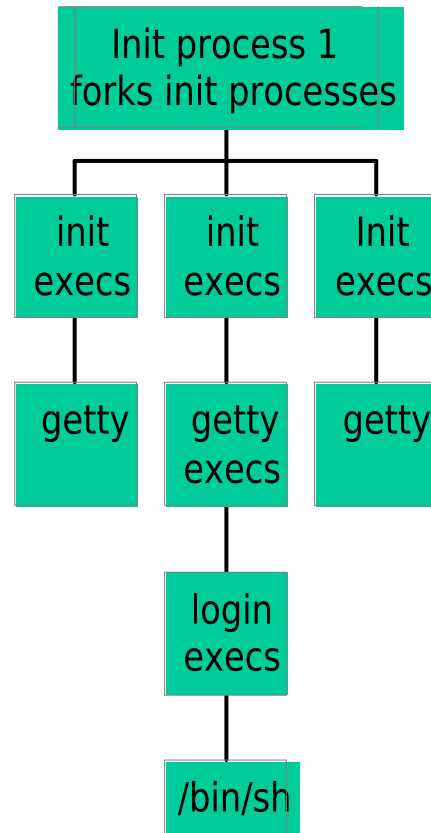 Init process 1
forks init processes
init
execs
init
execs
Init
execs
getty
getty
execs
getty
login
execs
/bin/sh